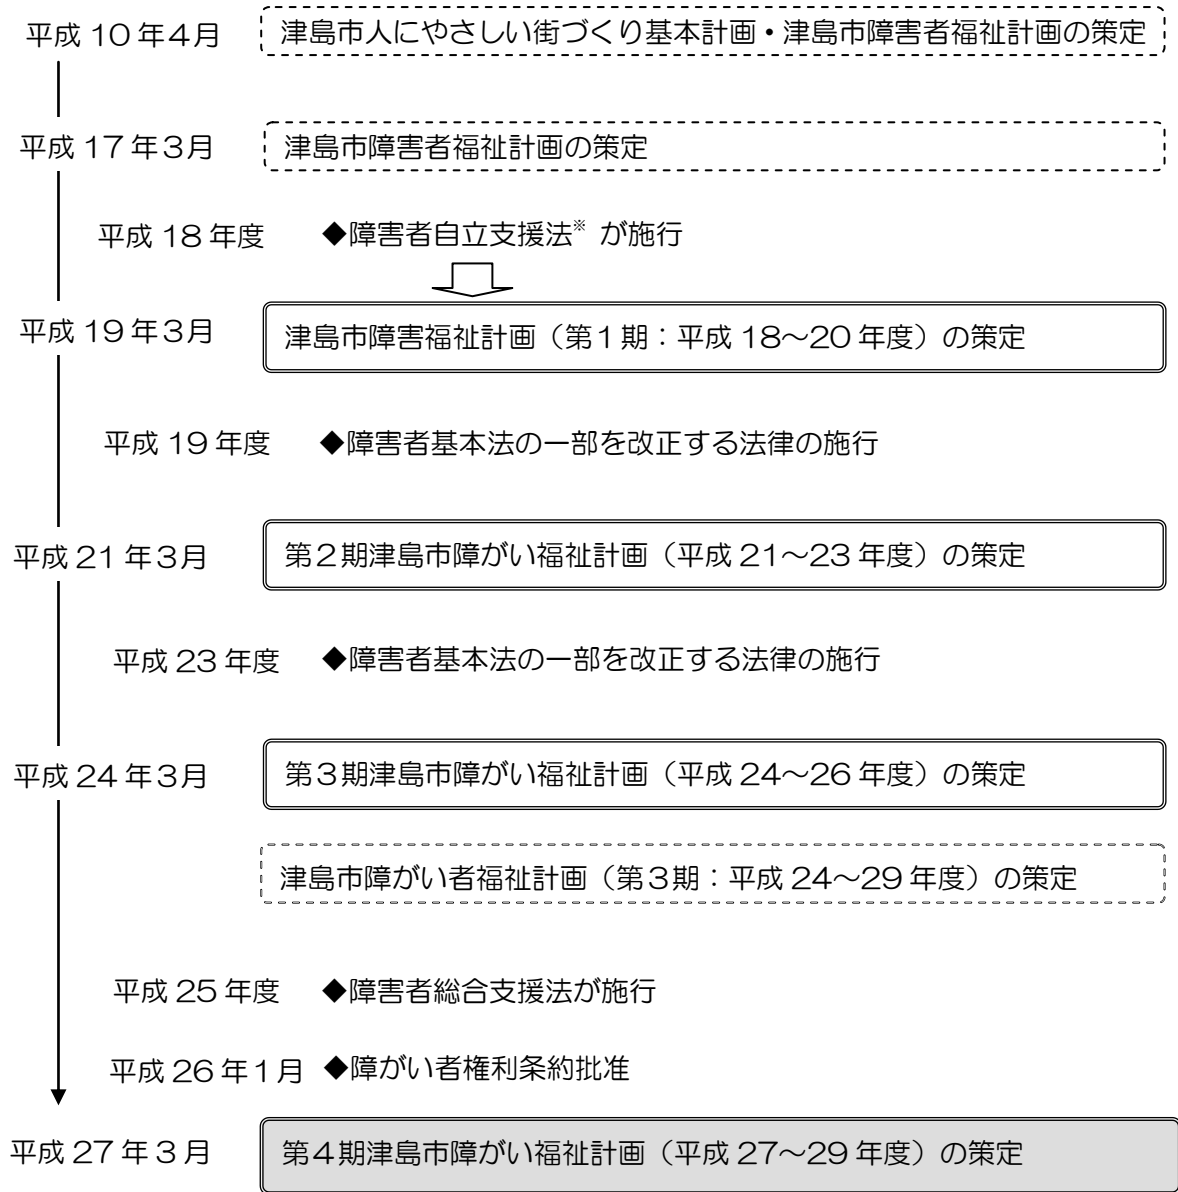 平成 10 年４月 津島市人にやさしい街づくり基本計画・津島市障害者福祉計画の策定
平成 17 年３月 津島市障害者福祉計画の策定
平成 18 年度 ◆障害者自立支援法※ が施行
平成 19 年３月 津島市障害福祉計画（第１期：平成 18～20 年度）の策定
平成 19 年度 ◆障害者基本法の一部を改正する法律の施行
平成 21 年３月 第２期津島市障がい福祉計画（平成 21～23 年度）の策定
平成 23 年度 ◆障害者基本法の一部を改正する法律の施行
平成 24 年３月 第３期津島市障がい福祉計画（平成 24～26 年度）の策定
津島市障がい者福祉計画（第３期：平成 24～29 年度）の策定
平成 25 年度 ◆障害者総合支援法が施行
平成 26 年１月 ◆障がい者権利条約批准
平成 27 年３月 第４期津島市障がい福祉計画（平成 27～29 年度）の策定